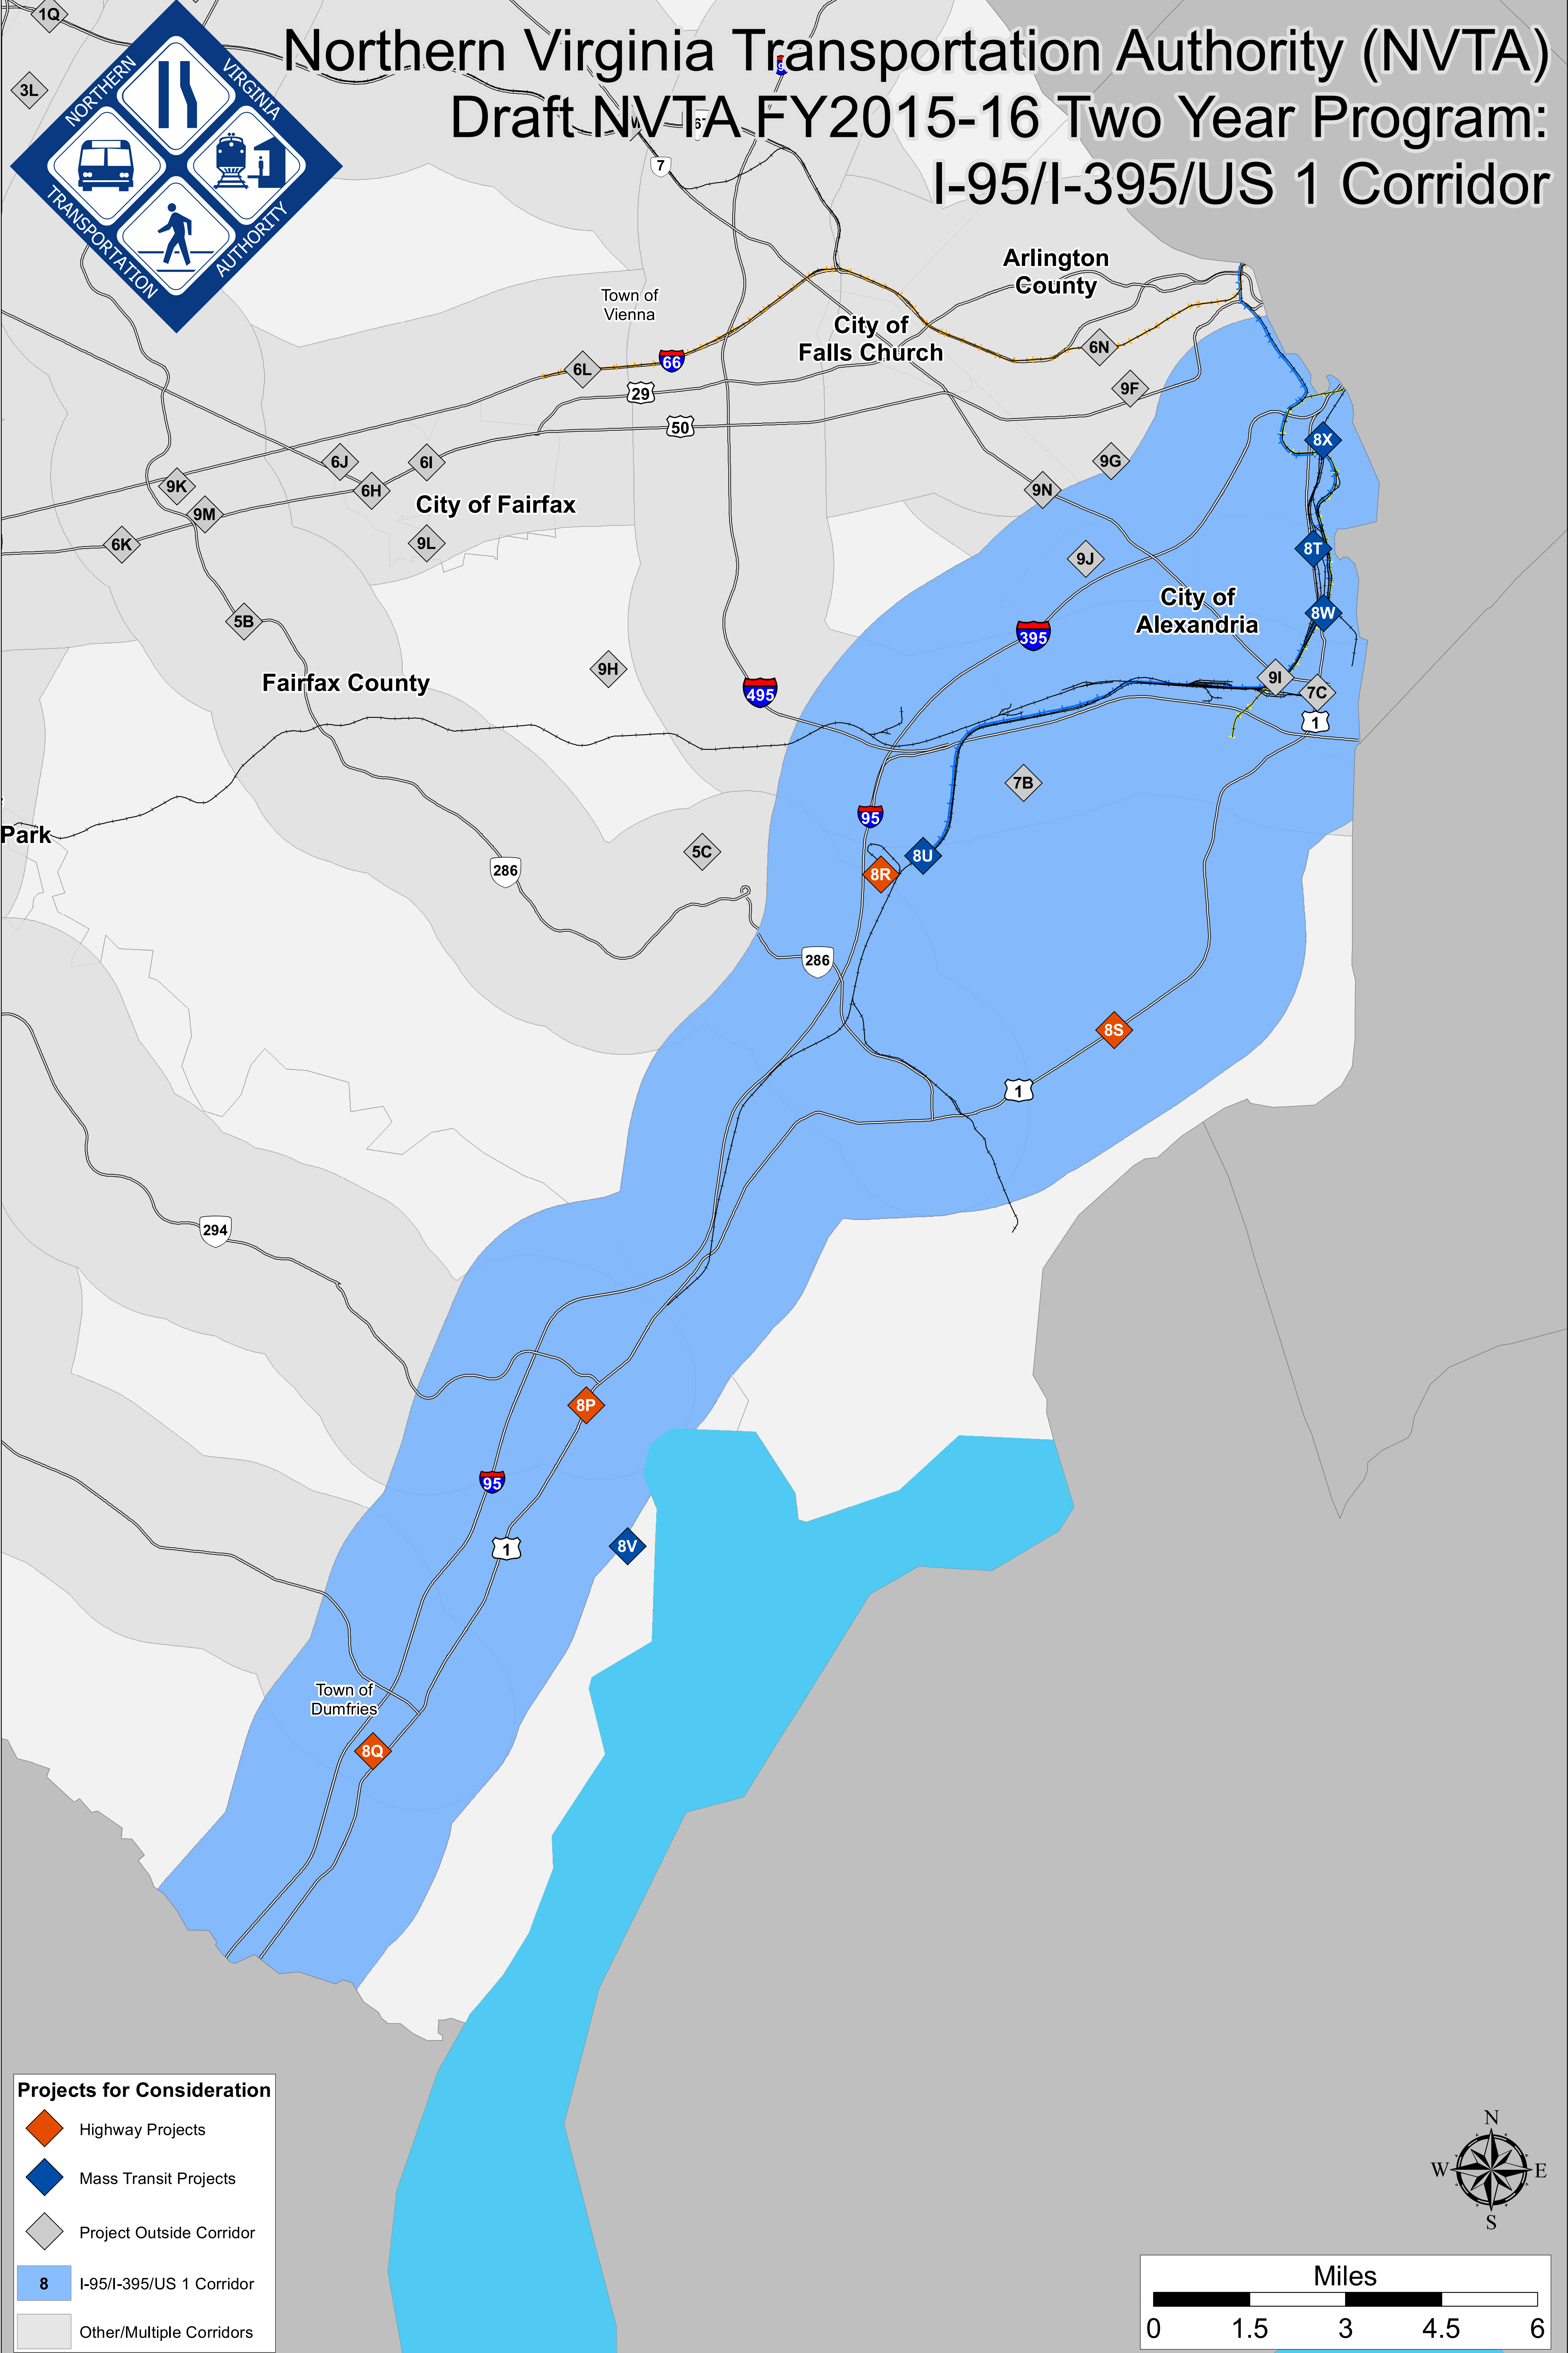 Northern Virginia Transportation Authority (NVTA)
Draft NVTA FY2015-16 Two Year Program:
I-95/I-395/US 1 Corridor
NORTHERN
VIRGINIA
TRANSPORTATION
AUTHORITY
1Q
3L
7
Arlington
County
Town of
Vienna
City of
Falls Church
6N
66
6L
29
9F
50
8X
6J
6I
9G
6H
9K
9N
City of Fairfax
9M
6K
9L
8T
9J
City of
Alexandria
8W
5B
395
9H
Fairfax County
9I
495
7C
1
7B
95
Park
5C
8U
286
8R
286
8S
1
294
8P
95
8V
1
Town of
Dumfries
8Q
Projects for Consideration
Highway Projects
Mass Transit Projects
Project Outside Corridor
8
I-95/I-395/US 1 Corridor
Other/Multiple Corridors
N
W
E
S
Miles
0 1.5 3 4.5 6